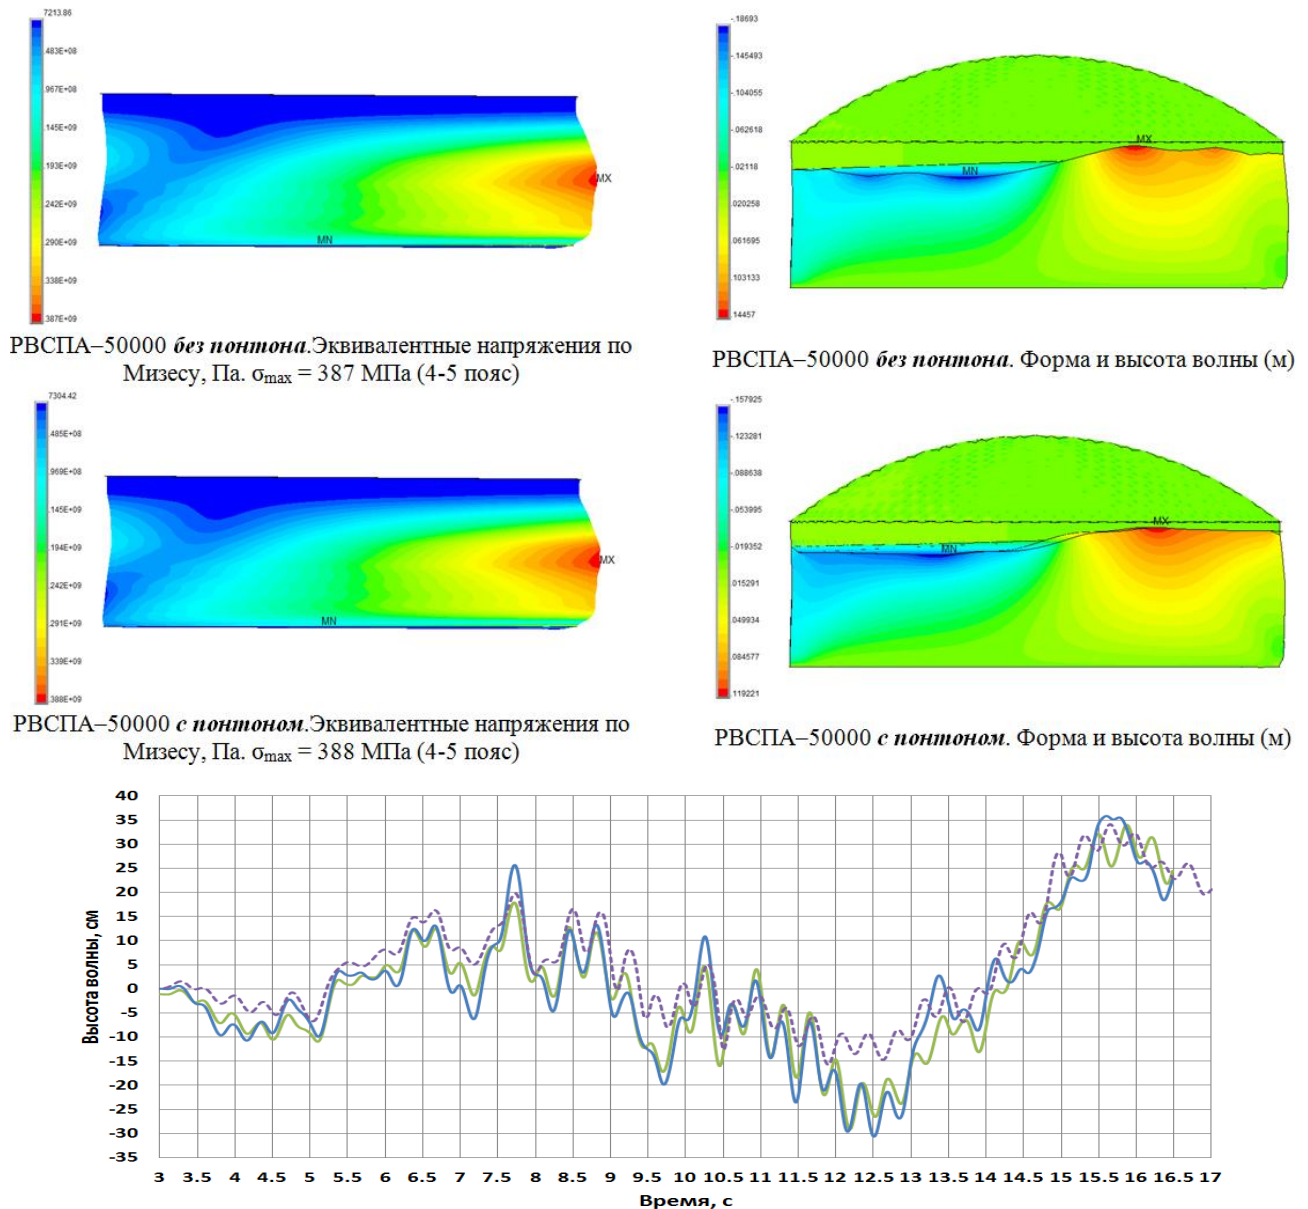 7213.86
.483E+08
.967E+08
.145E+09
.193E+09
.242E+09
.290E+09
.338E+09
.387E+09
MX
MN
РВСПА–50000 без понтона.Эквивалентные напряжения по
Мизесу, Па. σmax = 387 МПа (4-5 пояс)
-.18693
-.145493
-.104055
.062618
.02118
.020258
.061695
.103133
.14457
MX
MN
РВСПА–50000 без понтона. Форма и высота волны (м)
7304.42
.485E+08
.969E+08
.145E+09
.194E+09
.242E+09
.291E+09
.339E+09
.388E+09
MX
MN
РВСПА–50000 с понтоном.Эквивалентные напряжения по
Мизесу, Па. σmax = 388 МПа (4-5 пояс)
-.157925
-.123281
-.088638
.053995
.019352
.015291
.049934
.084577
.119221
MX
MN
РВСПА–50000 с понтоном. Форма и высота волны (м)
Высота волны, см
40
35
30
25
20
15
10
5
0
-5
-10
-15
-20
-25
-30
-35
3 3.5 4 4.5 5 5.5 6 6.5 7 7.5 8 8.5 9 9.5 10 10.5 11 11.5 12 12.5 13 13.5 14 14.5 15 15.5 16 16.5 17
Время, с